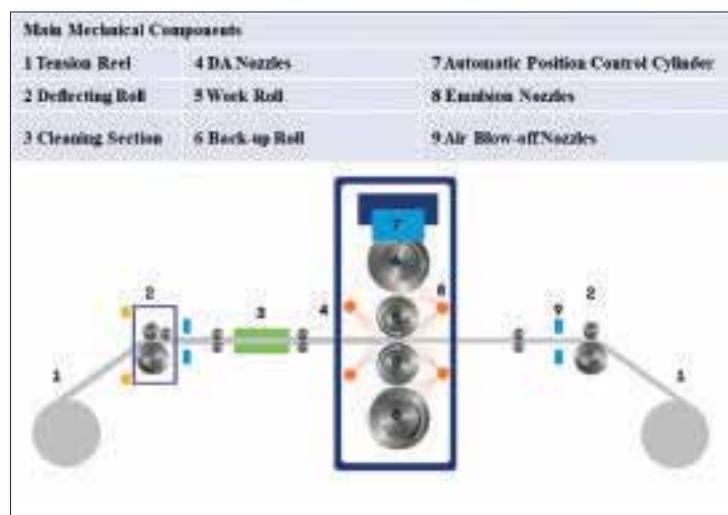 Main Mechanical Components
1 Tension Reel 4 DA Nozzles 7 Automatic Position Control Cylinder
2 Deflecting Roll 5 Work Roll 8 Emulsion Nozzles
3 Cleaning Section 6 Back-up Roll 9 Air Blow-off Nozzles
7
2 3 4 8 9 2
1 1